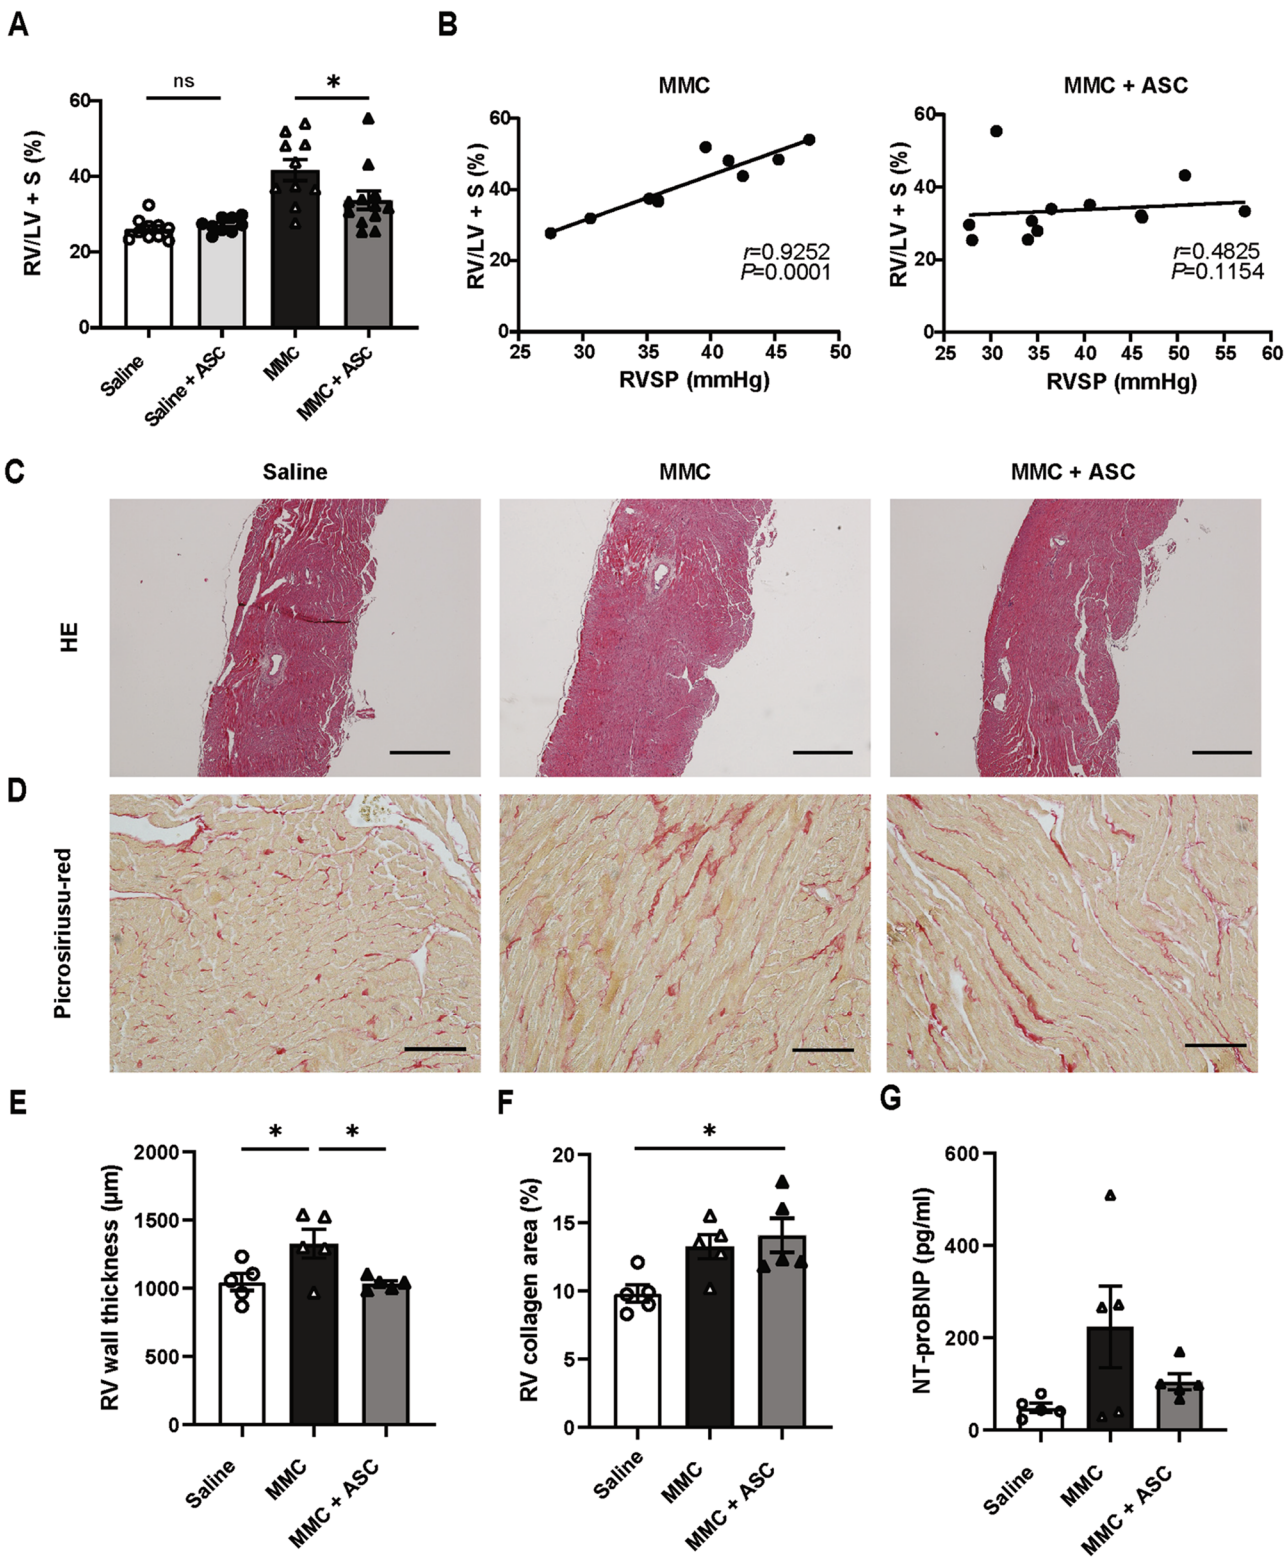 A
ns
*
RV/LV + S (%)
60
40
20
0
Saline
Saline + ASC
MMC
MMC + ASC
B
MMC
RV/LV + S (%)
60
40
20
0
r=0.9252
P=0.0001
25 30 35 40 45 50
RVSP (mmHg)
MMC + ASC
RV/LV + S (%)
60
40
20
0
r=0.4825
P=0.1154
25 30 35 40 45 50 55 60
RVSP (mmHg)
C
Saline
MMC
MMC + ASC
HE
D
Picrosiriusu-red
E
* *
RV wall thickness (μm)
2000
1500
1000
500
0
Saline
MMC
MMC + ASC
F
*
RV collagen area (%)
20
15
10
5
0
Saline
MMC
MMC + ASC
G
NT-proBNP (pg/ml)
600
400
200
0
Saline
MMC
MMC + ASC